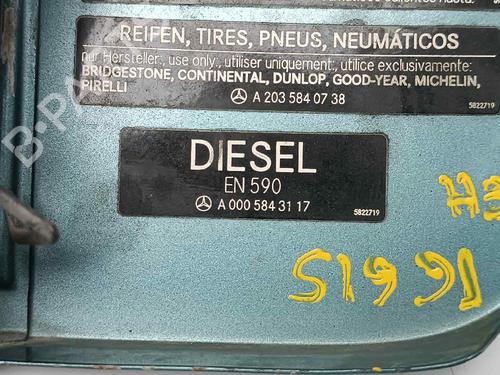 REIFEN, TIRES, PNEUS, NEUMÁTICOS
nur Hersteller:, use only:, utiliser uniquement:, utilice exclusivamente:
BRIDGESTONE, CONTINENTAL, DUNLOP, GOOD-YEAR, MICHELIN,
PIRELLI
A 203 584 07 38
5822719
DIESEL
EN 590
A 000 584 31 17
5822719
B-PA